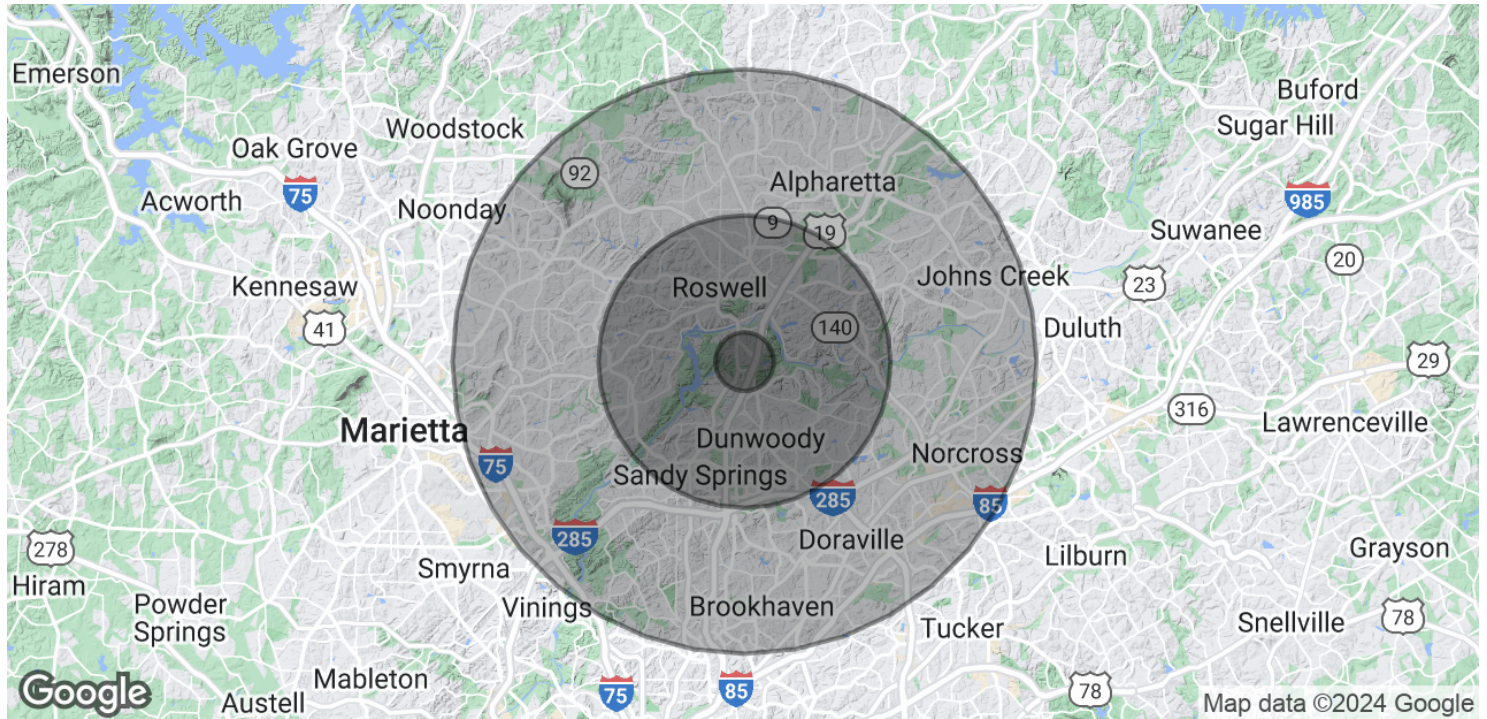 Emerson
Buford
Sugar Hill
Woodstock
Oak Grove
92
Alpharetta
75
985
Acworth
Noonday
9
19
Suwanee
20
Johns Creek
23
Kennesaw
Roswell
41
140
Duluth
29
316
Lawrenceville
Marietta
Dunwoody
Norcross
75
Sandy Springs
285
85
285
Doraville
278
Lilburn
Grayson
Smyrna
Hiram
Powder
Springs
Vinings
Brookhaven
Tucker
Snellville
78
Mableton
75
85
78
Google
Austell
Map data ©2024 Google